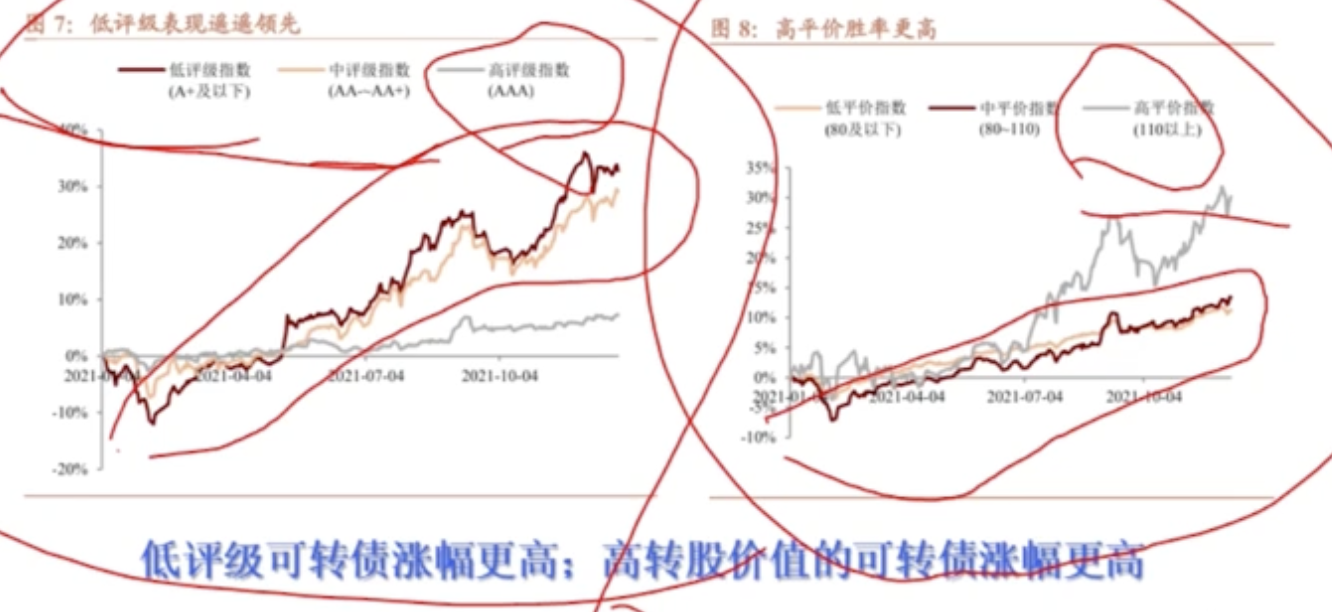 图 7：低评级表现遥遥领先
低评级指数 中评级指数 高评级指数
(A+及以下) (AA-~AA+) (AAA)
40%
30%
20%
10%
0%
2021-01-04 2021-04-04 2021-07-04 2021-10-04
-10%
-20%
图 8：高平价胜率更高
低平价指数 中平价指数 高平价指数
(80及以下) (80~110) (110以上)
35%
30%
25%
20%
15%
10%
5%
0%
2021-01-04 2021-04-04 2021-07-04 2021-10-04
-5%
-10%
低评级可转债涨幅更高；高转股价值的可转债涨幅更高